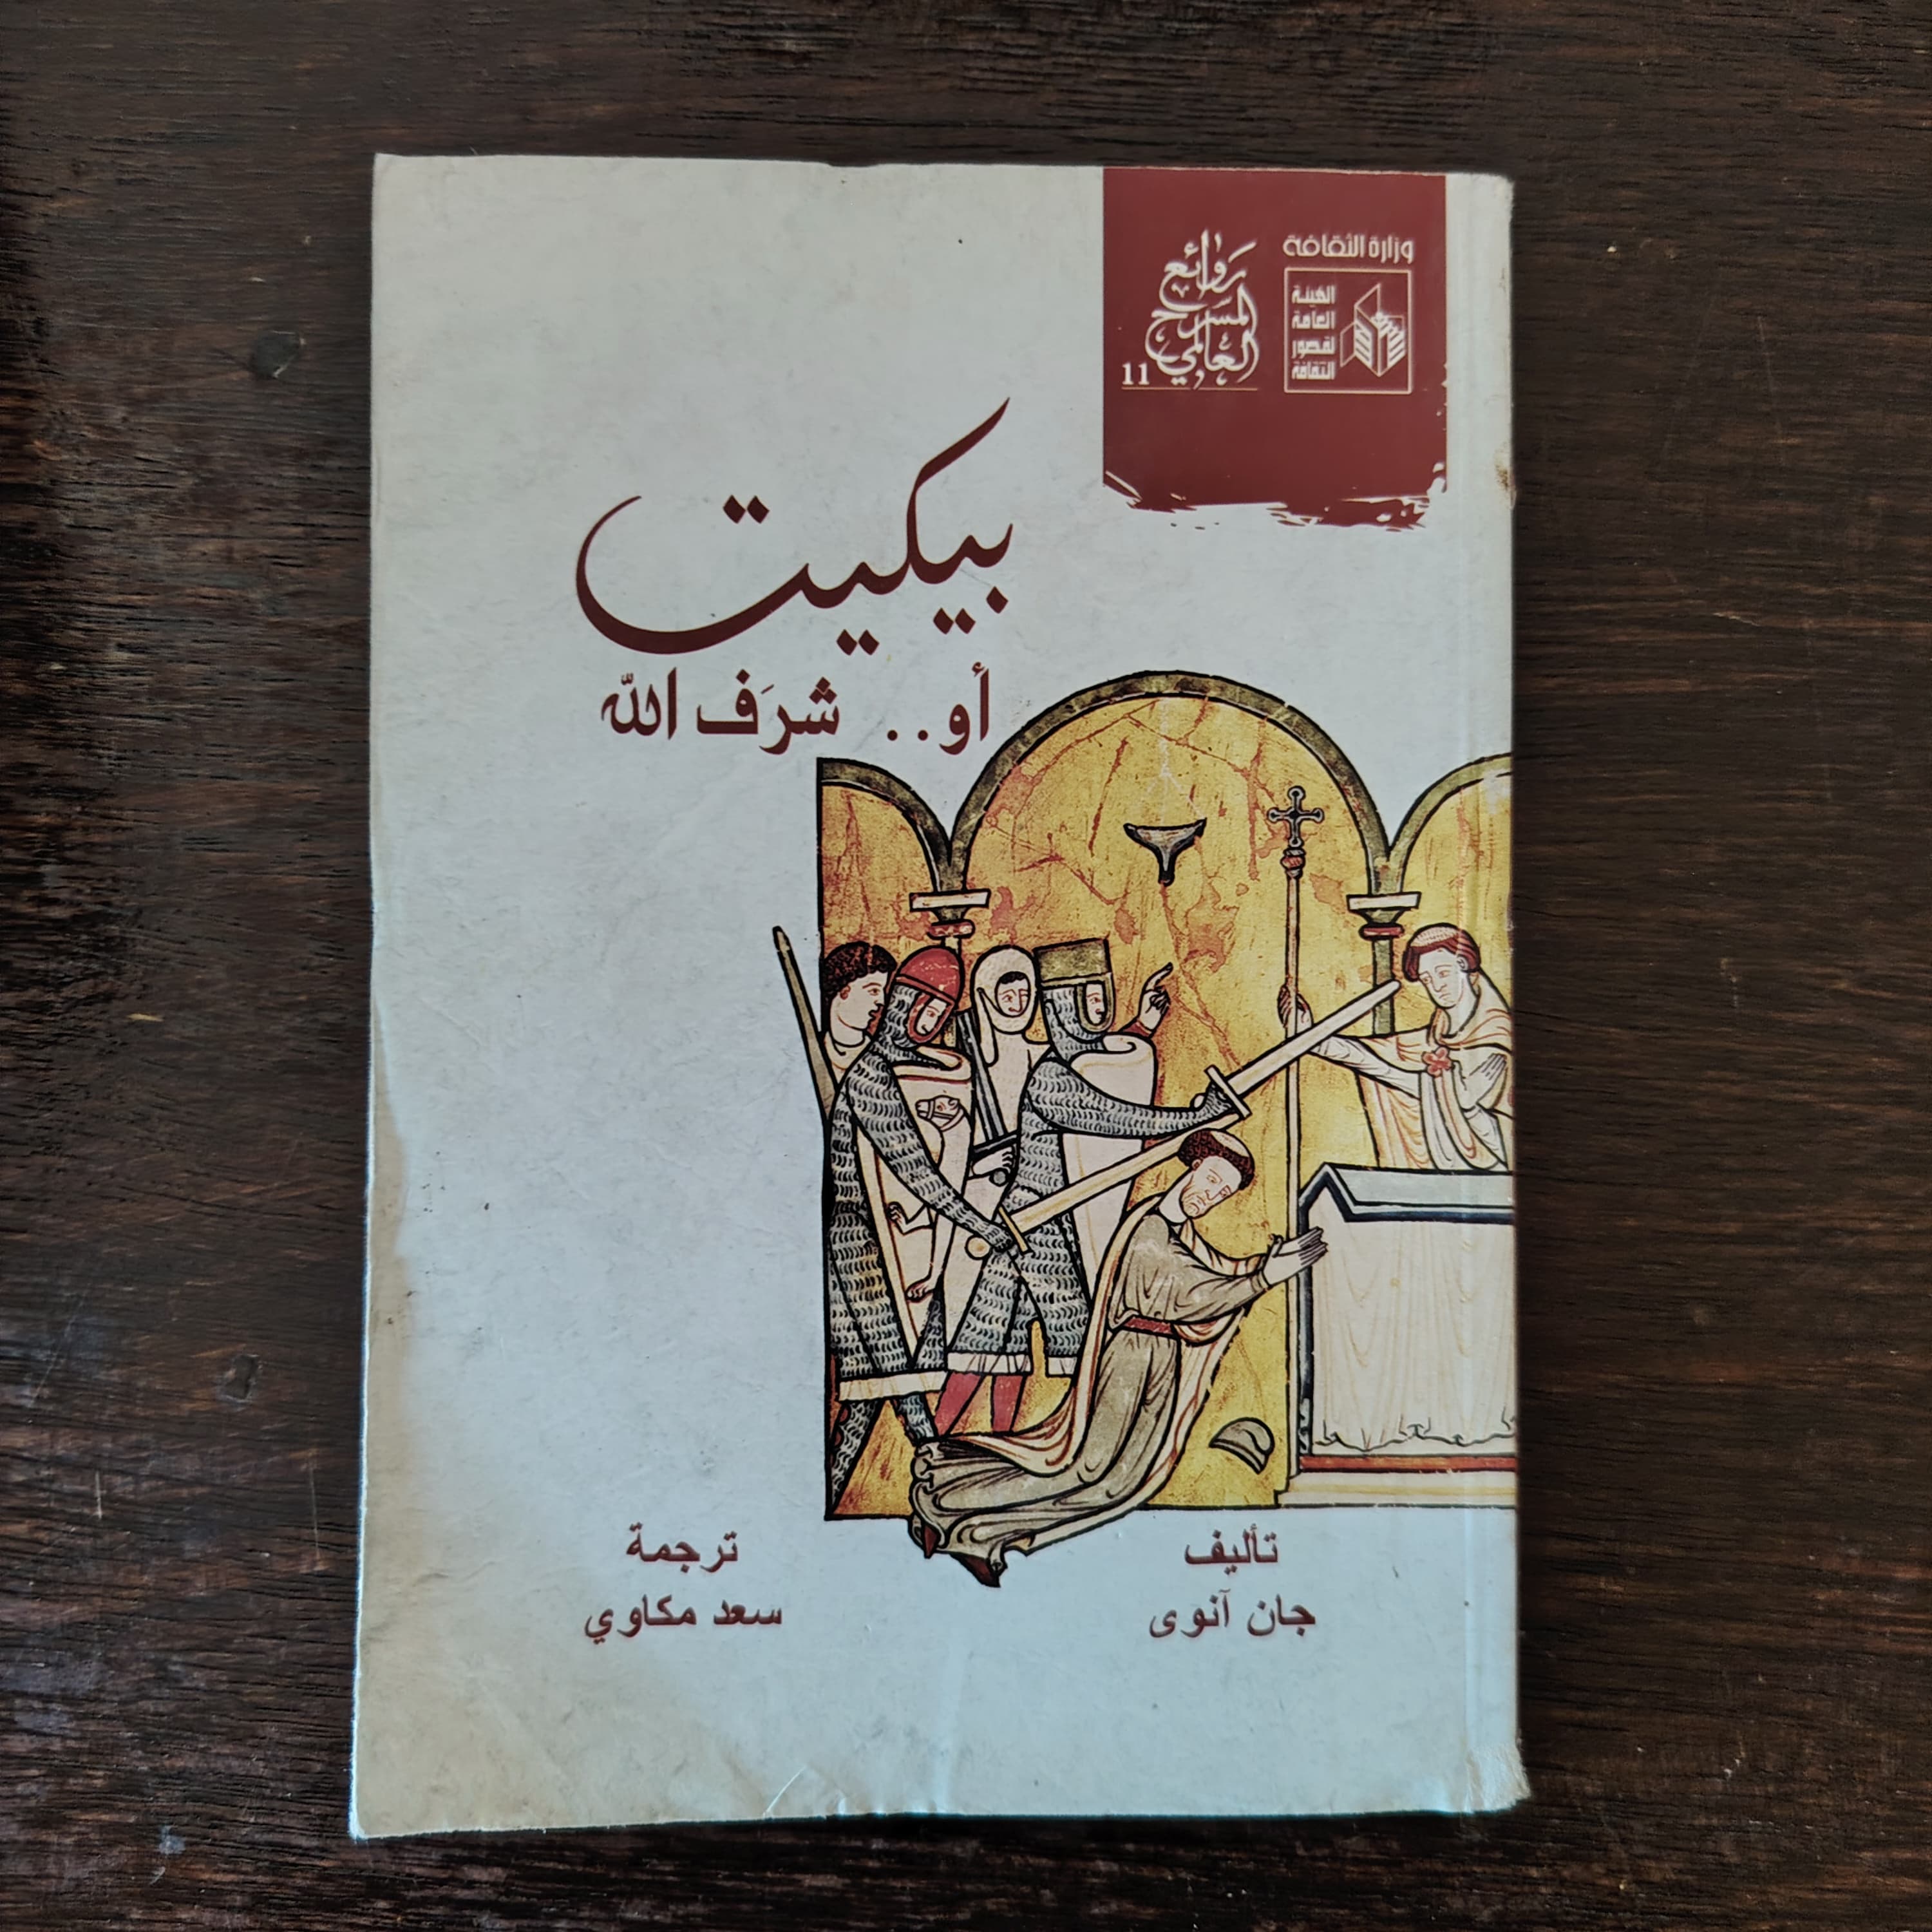 وزارة الثقافة
الهيئة
العامة
لقصور
الثقافة
روائع
المسرح
العالمي
11
بيكيت
أو.. شرَف الله
تأليف
جان آنوى
ترجمة
سعد مكاوي